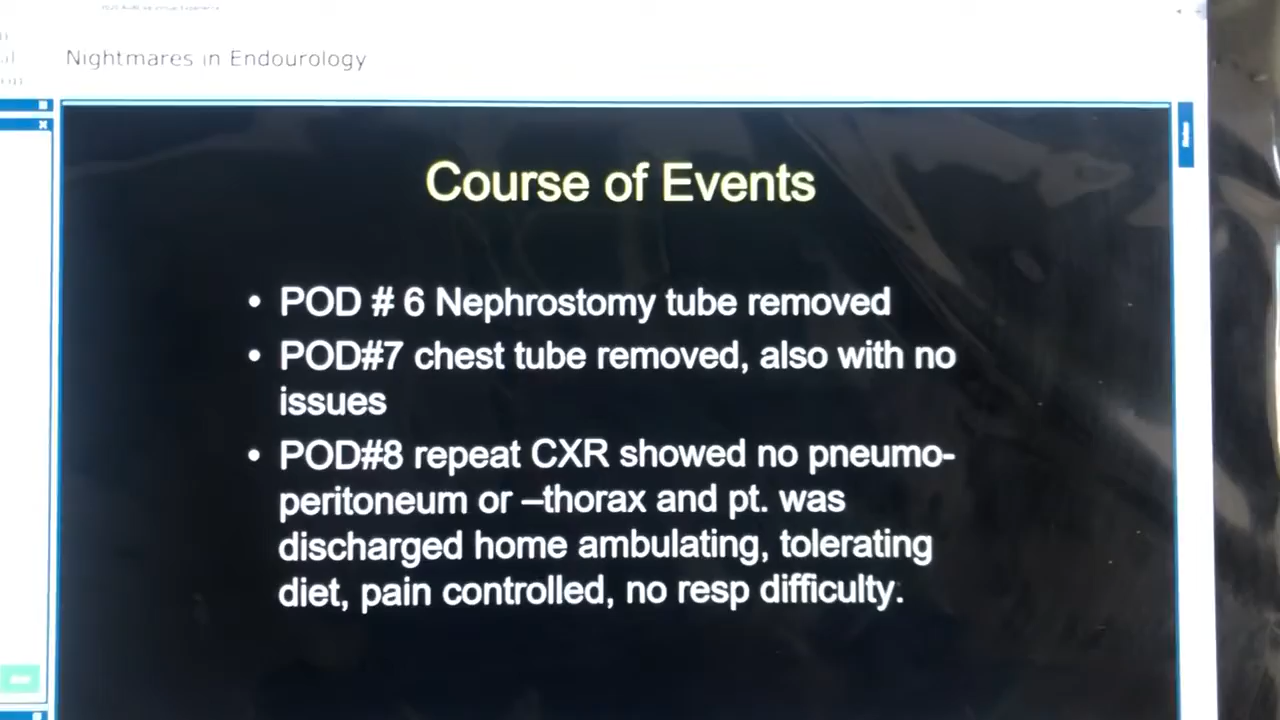 Nightmares in Endourology
Course of Events
• POD # 6 Nephrostomy tube removed
• POD#7 chest tube removed, also with no
issues
• POD#8 repeat CXR showed no pneumo-
peritoneum or –thorax and pt. was
discharged home ambulating, tolerating
diet, pain controlled, no resp difficulty.